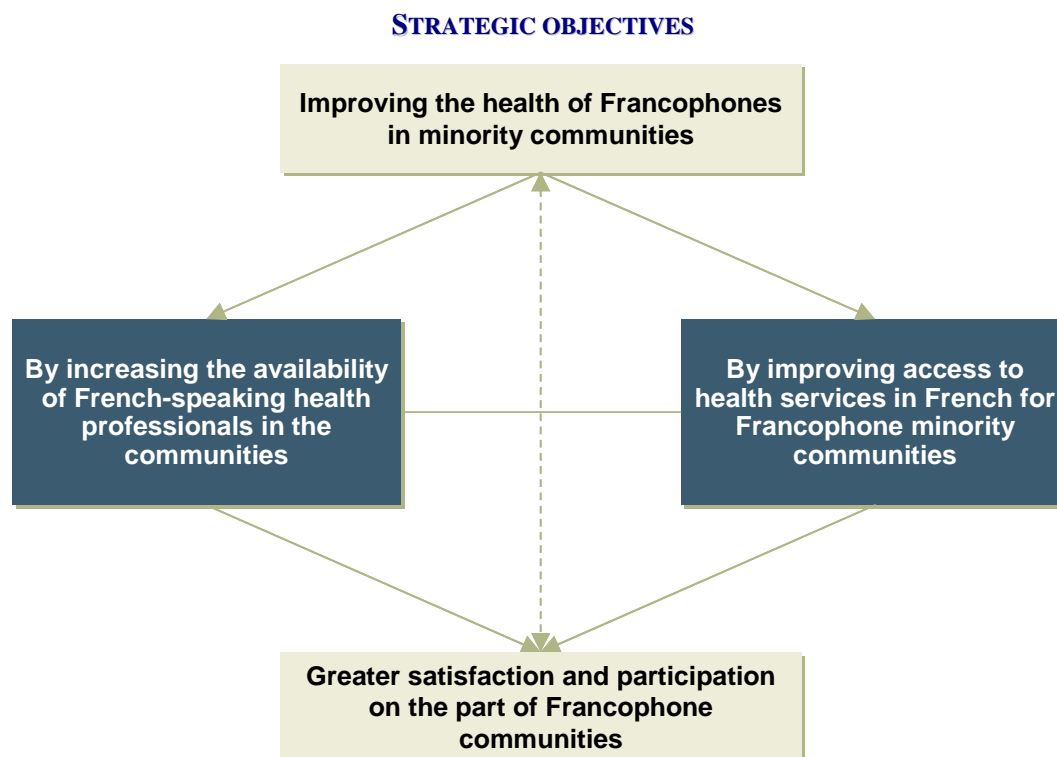 STRATEGIC OBJECTIVES
Improving the health of Francophones
in minority communities
By increasing the availability
of French-speaking health
professionals in the
communities
By improving access to
health services in French for
Francophone minority
communities
Greater satisfaction and participation
on the part of Francophone
communities